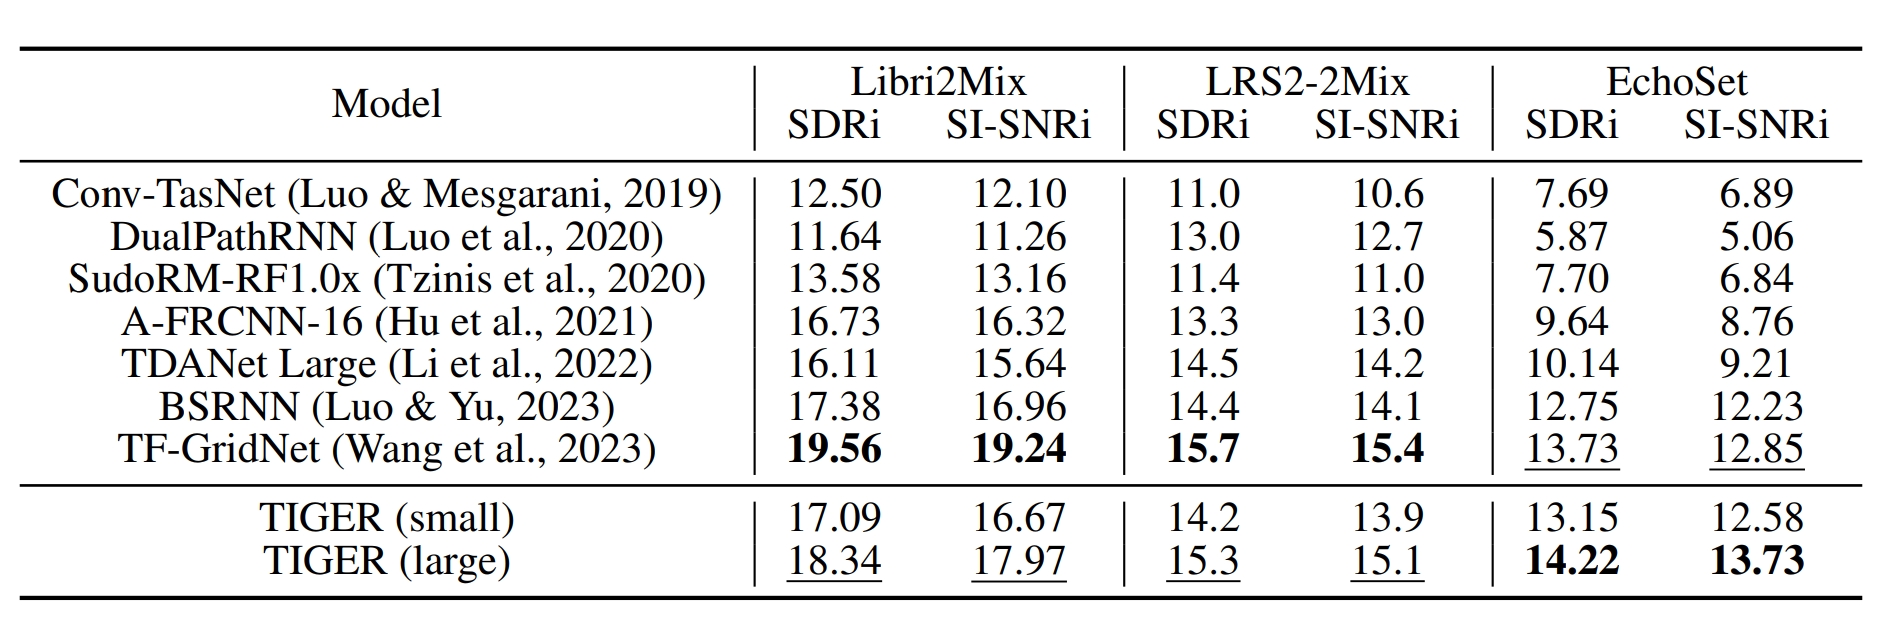 Model Libri2Mix LRS2-2Mix EchoSet
SDRi SI-SNRi SDRi SI-SNRi SDRi SI-SNRi
Conv-TasNet (Luo & Mesgarani, 2019) 12.50 12.10 11.0 10.6 7.69 6.89
DualPathRNN (Luo et al., 2020) 11.64 11.26 13.0 12.7 5.87 5.06
SudoRM-RF1.0x (Tzinis et al., 2020) 13.58 13.16 11.4 11.0 7.70 6.84
A-FRCNN-16 (Hu et al., 2021) 16.73 16.32 13.3 13.0 9.64 8.76
TDANet Large (Li et al., 2022) 16.11 15.64 14.5 14.2 10.14 9.21
BSRNN (Luo & Yu, 2023) 17.38 16.96 14.4 14.1 12.75 12.23
TF-GridNet (Wang et al., 2023) 19.56 19.24 15.7 15.4 13.73 12.85
TIGER (small) 17.09 16.67 14.2 13.9 13.15 12.58
TIGER (large) 18.34 17.97 15.3 15.1 14.22 13.73